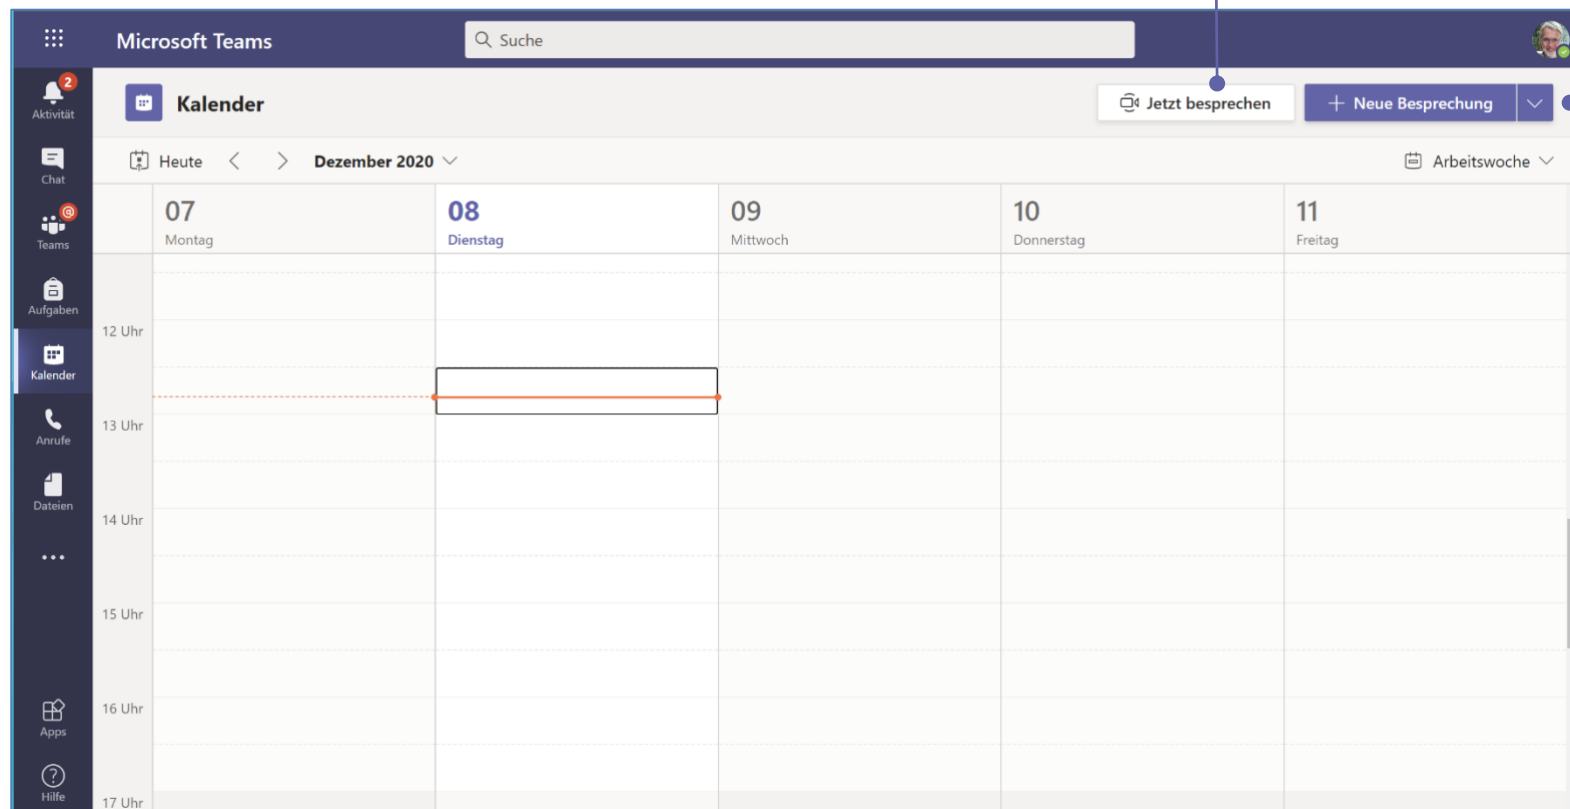 Microsoft Teams
Suche
2
Aktivität
Kalender
Jetzt besprechen
Neue Besprechung
Heute
Dezember 2020
Arbeitswoche
Chat
07
Montag
08
Dienstag
09
Mittwoch
10
Donnerstag
11
Freitag
@
Teams
Aufgaben
12 Uhr
Kalender
13 Uhr
Anrufe
Dateien
14 Uhr
15 Uhr
16 Uhr
Apps
Hilfe
17 Uhr